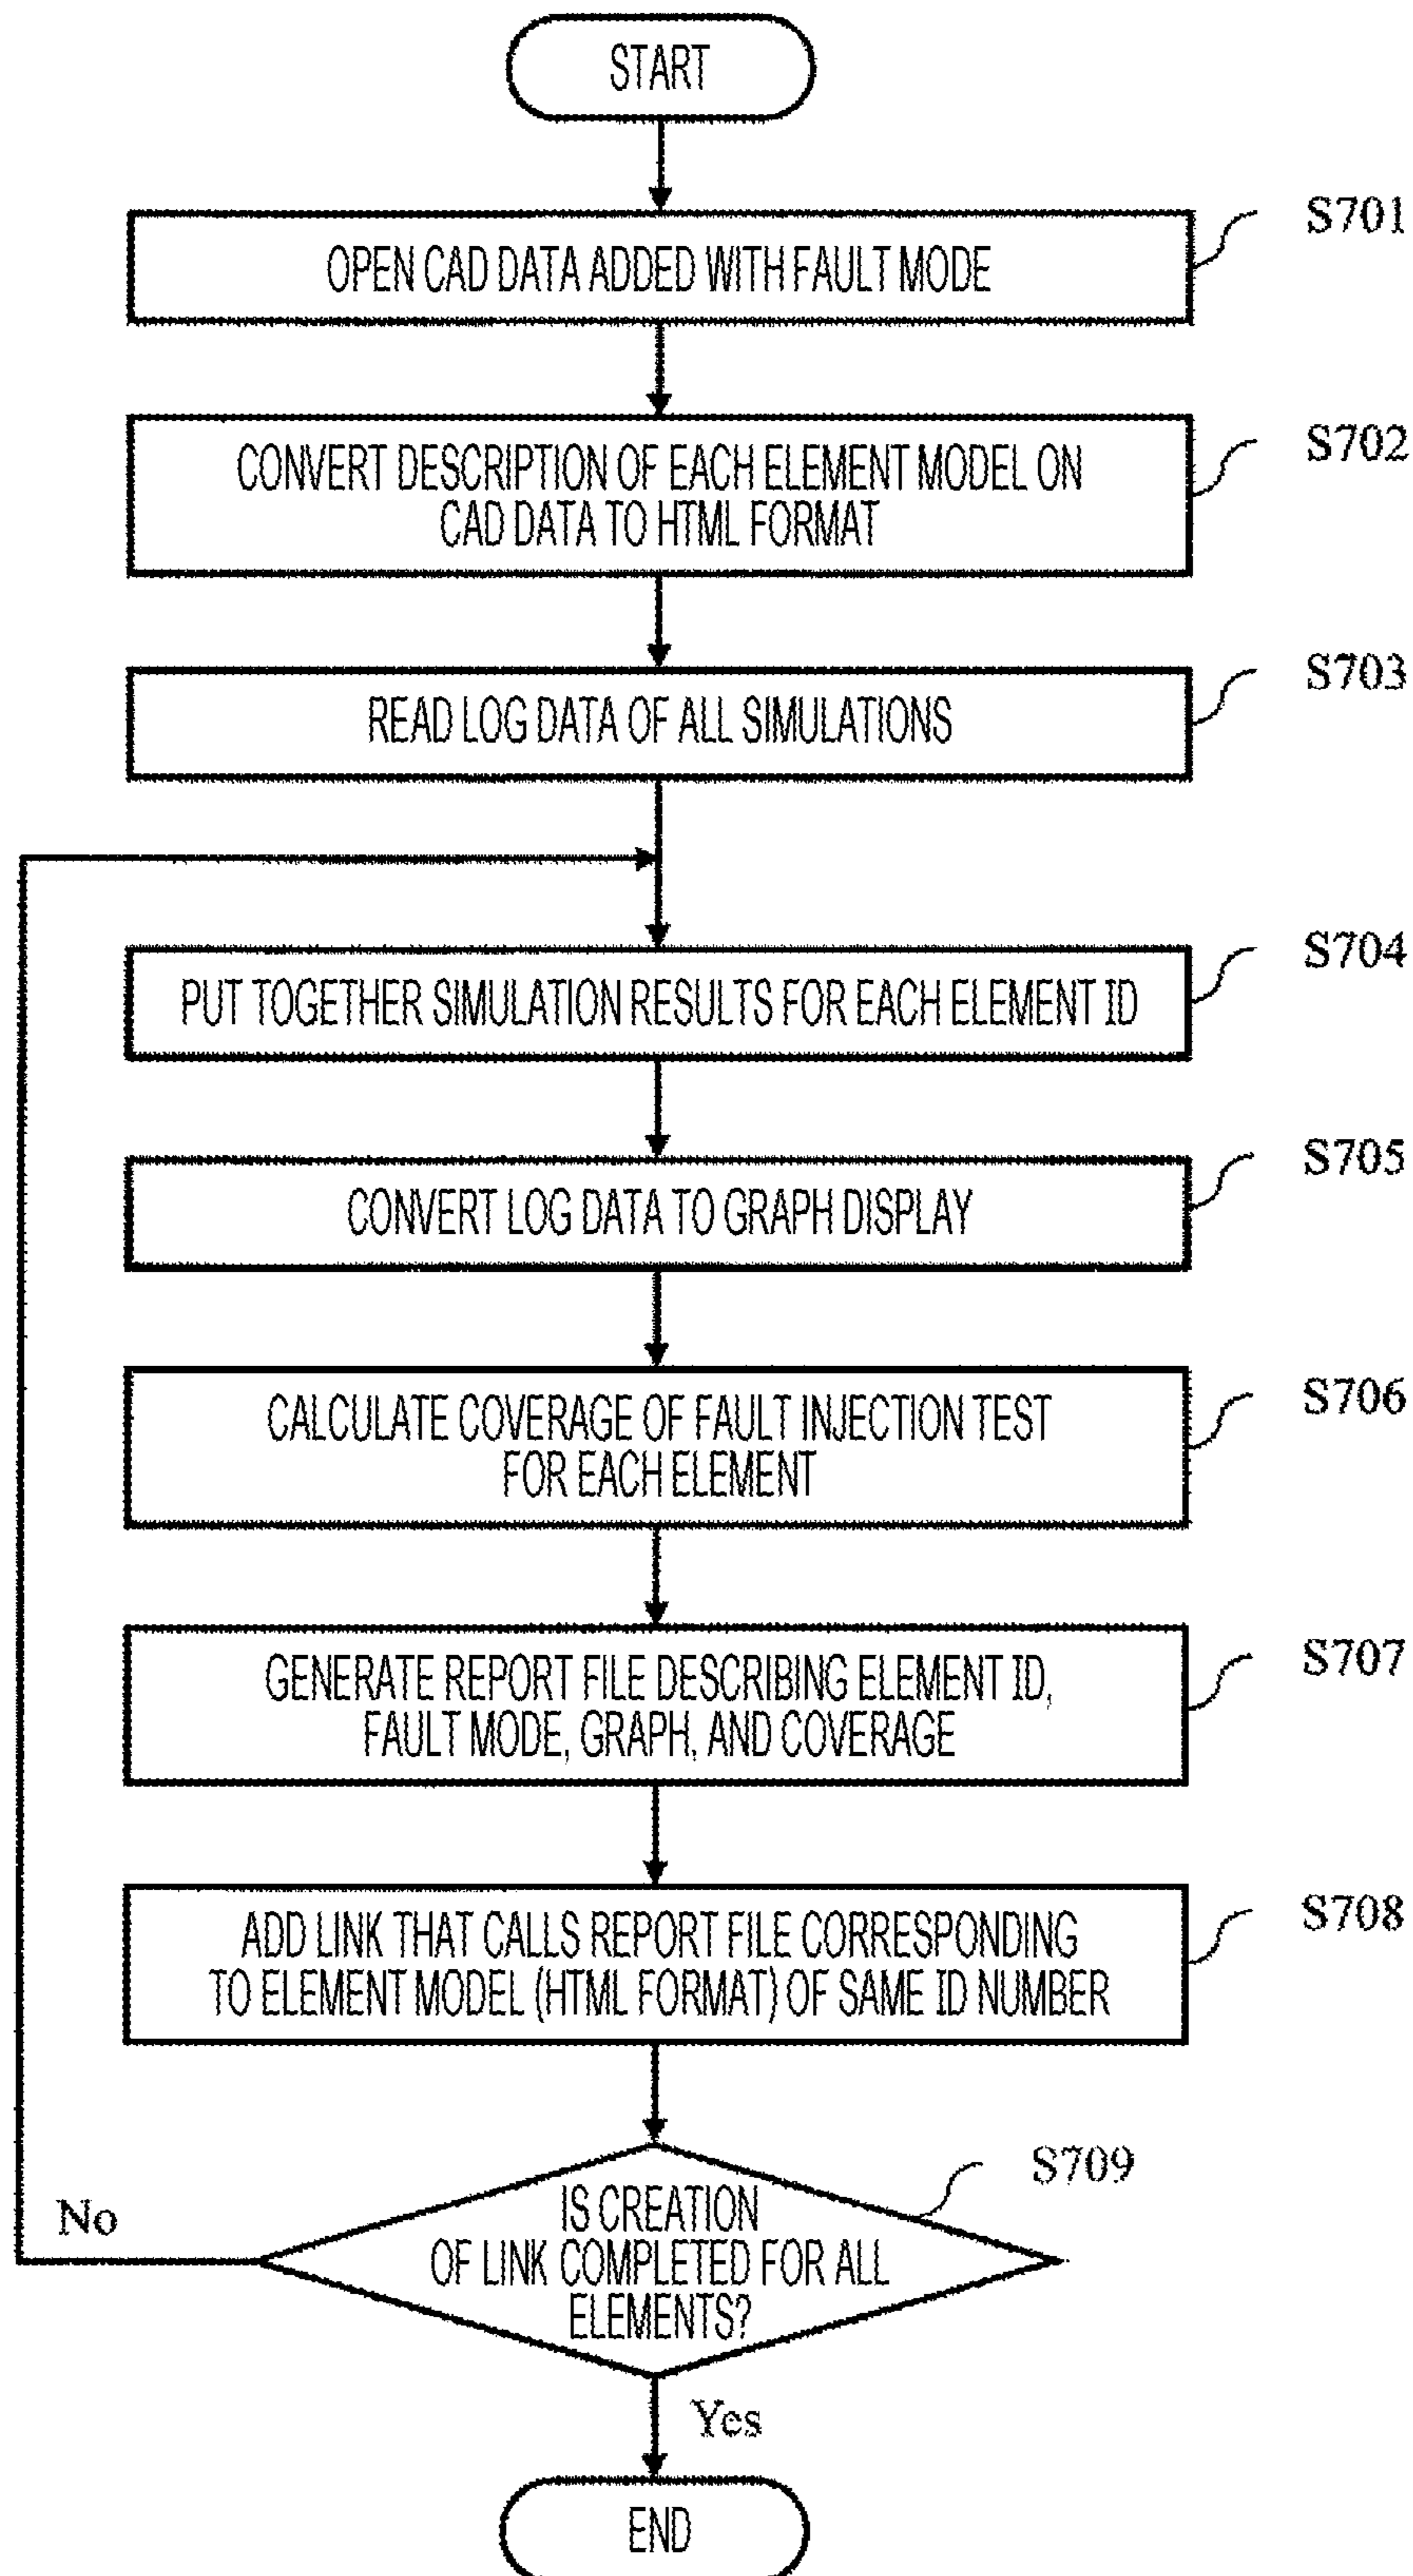 START
S701
OPEN CAD DATA ADDED WITH FAULT MODE
S702
CONVERT DESCRIPTION OF EACH ELEMENT MODEL ON
CAD DATA TO HTML FORMAT
S703
READ LOG DATA OF ALL SIMULATIONS
S704
PUT TOGETHER SIMULATION RESULTS FOR EACH ELEMENT ID
S705
CONVERT LOG DATA TO GRAPH DISPLAY
S706
CALCULATE COVERAGE OF FAULT INJECTION TEST
FOR EACH ELEMENT
S707
GENERATE REPORT FILE DESCRIBING ELEMENT ID,
FAULT MODE, GRAPH, AND COVERAGE
S708
ADD LINK THAT CALLS REPORT FILE CORRESPONDING
TO ELEMENT MODEL (HTML FORMAT) OF SAME ID NUMBER
S709
IS CREATION
OF LINK COMPLETED FOR ALL
ELEMENTS?
No
Yes
END